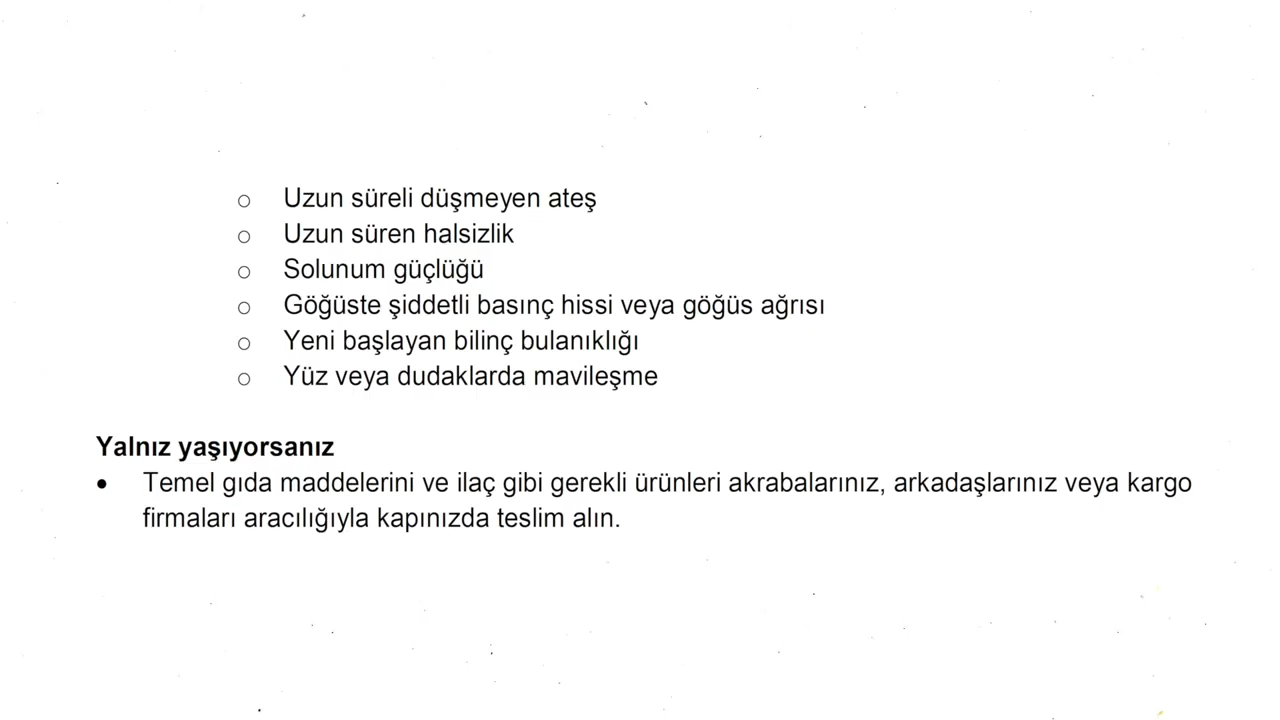 ○ Uzun süreli düşmeyen ateş
○ Uzun süren halsizlik
○ Solunum güçlüğü
○ Göğüste şiddetli basınç hissi veya göğüs ağrısı
○ Yeni başlayan bilinç bulanıklığı
○ Yüz veya dudaklarda mavileşme
Yalnız yaşıyorsanız
• Temel gıda maddelerini ve ilaç gibi gerekli ürünleri akrabalarınız, arkadaşlarınız veya kargo
firmaları aracılığıyla kapınızda teslim alın.